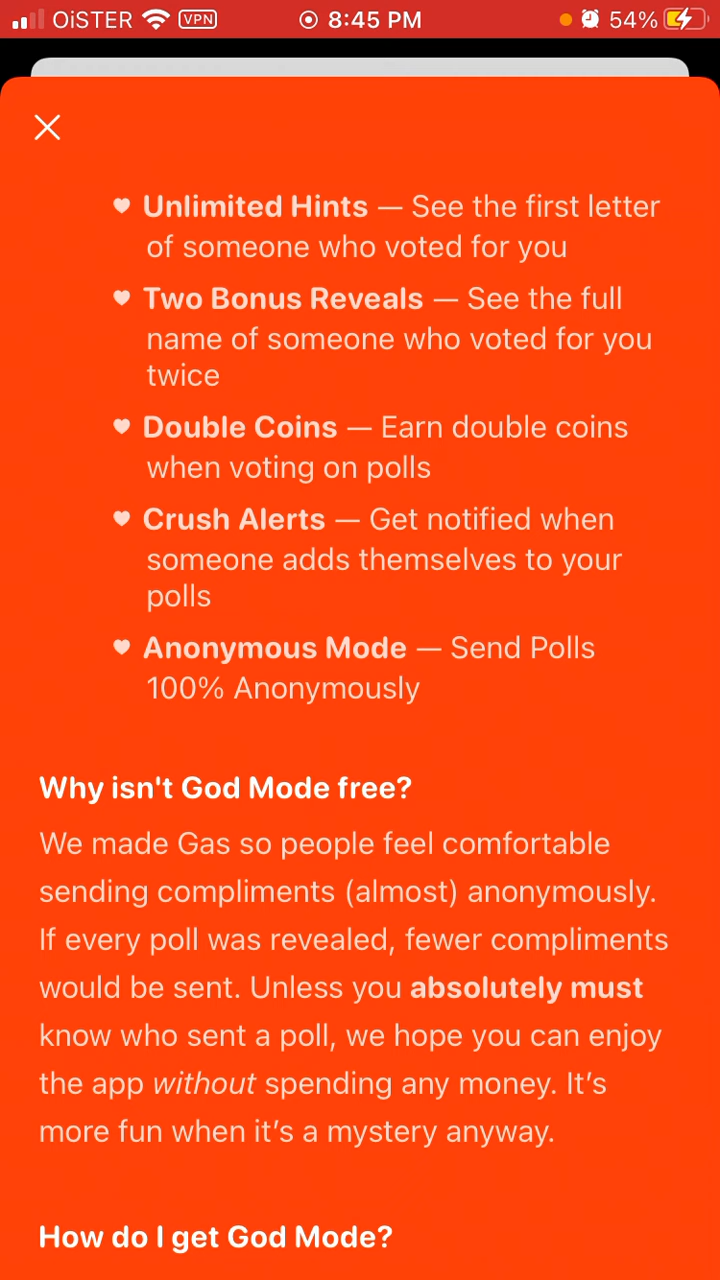 OiSTER VPN 8:45 PM 54%
Unlimited Hints — See the first letter
of someone who voted for you
Two Bonus Reveals — See the full
name of someone who voted for you
twice
Double Coins — Earn double coins
when voting on polls
Crush Alerts — Get notified when
someone adds themselves to your
polls
Anonymous Mode — Send Polls
100% Anonymously
Why isn't God Mode free?
We made Gas so people feel comfortable
sending compliments (almost) anonymously.
If every poll was revealed, fewer compliments
would be sent. Unless you absolutely must
know who sent a poll, we hope you can enjoy
the app without spending any money. It’s
more fun when it’s a mystery anyway.
How do I get God Mode?